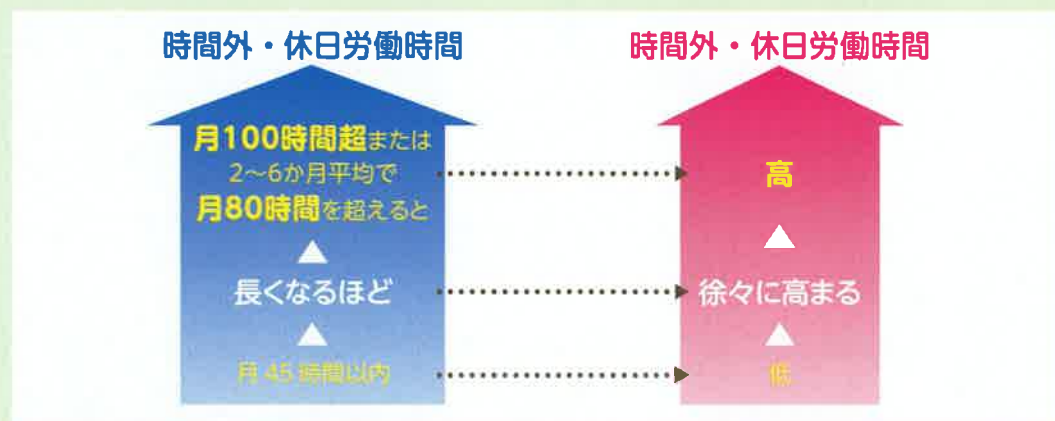 時間外・休日労働時間
月100時間超または
2〜6か月平均で
月80時間を超えると
長くなるほど
月45時間以内
時間外・休日労働時間
高
徐々に高まる
低